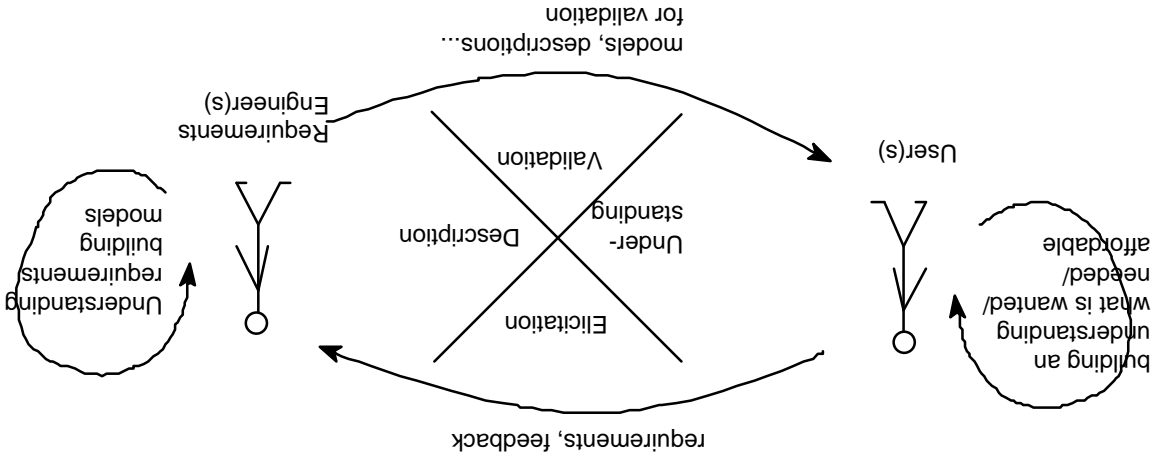 requirements, feedback
building an
understanding
what is wanted/
needed/
affordable
User(s)
Elicitation
Under-
standing
Description
Validation
Understanding
requirements
building
models
Requirements
Engineer(s)
models, descriptions...
for validation